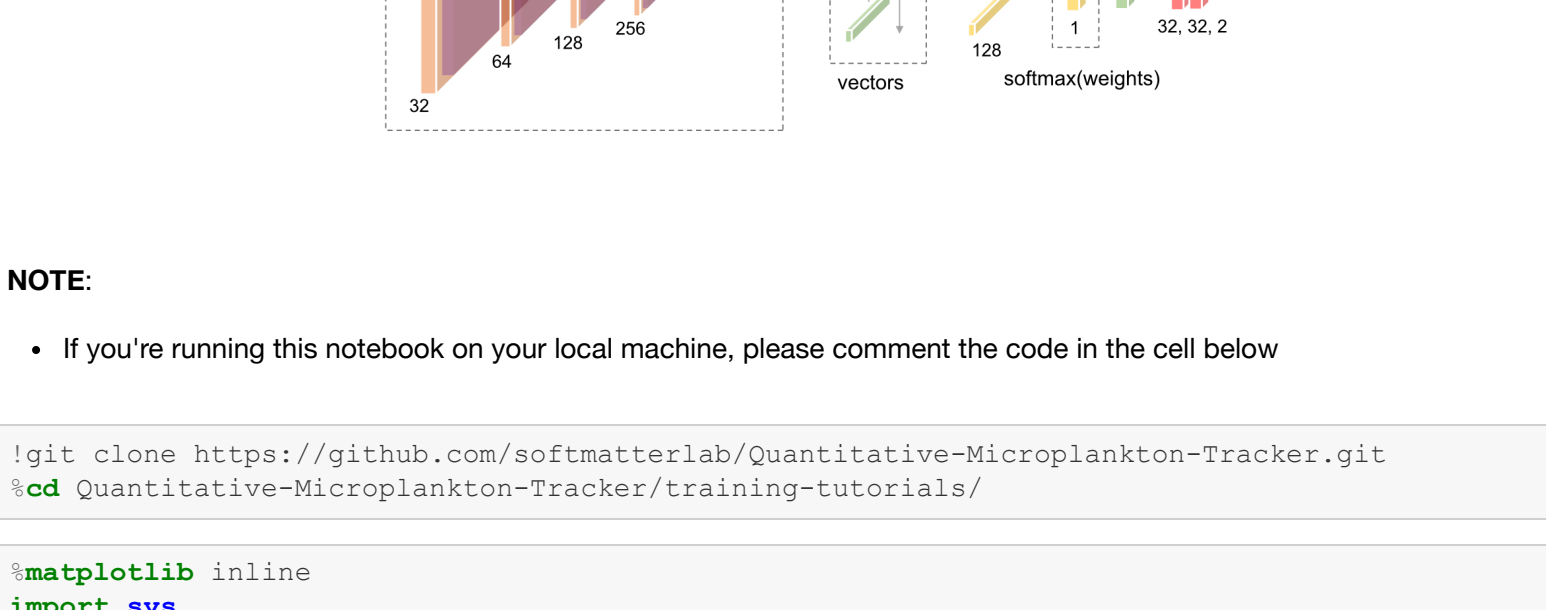 256
128
64
32
vectors
128
1
32, 32, 2
softmax(weights)
NOTE:
• If you're running this notebook on your local machine, please comment the code in the cell below
!git clone https://github.com/softmatterlab/Quantitative-Microplankton-Tracker.git
%cd Quantitative-Microplankton-Tracker/training-tutorials/
%matplotlib inline
import sys